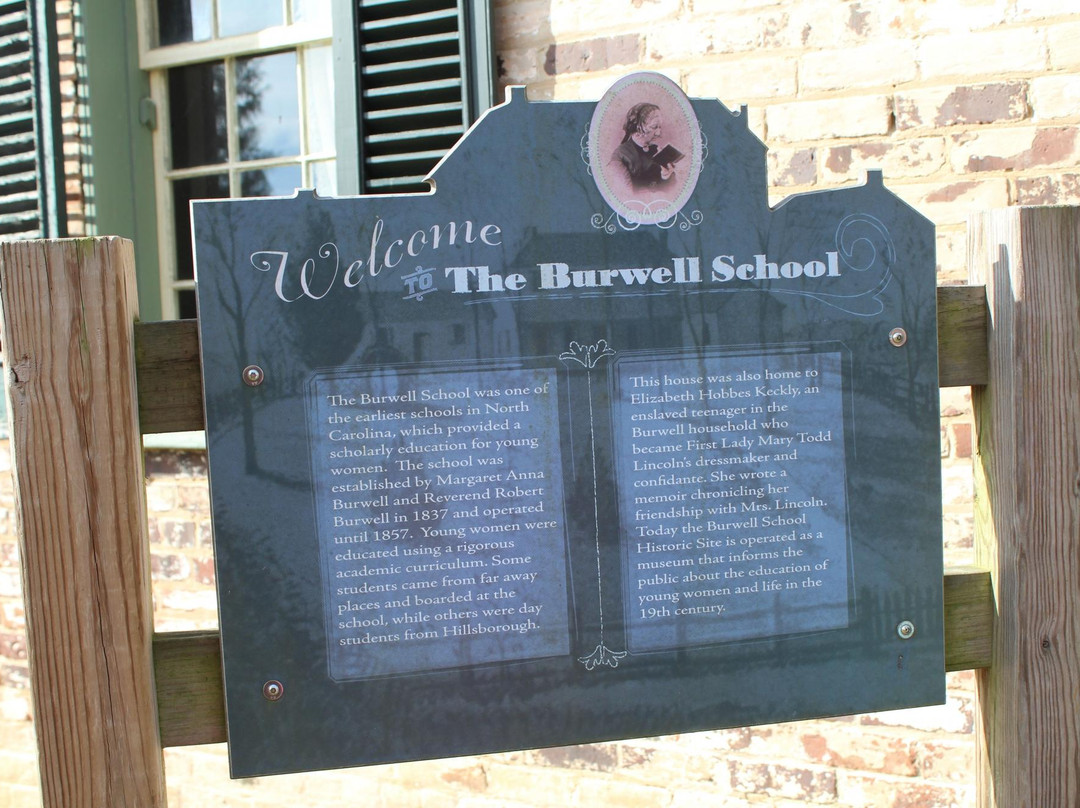 Welcome
TO The Burwell School
The Burwell School was one of
the earliest schools in North
Carolina, which provided a
scholarly education for young
women. The school was
established by Margaret Anna
Burwell and Reverend Robert
Burwell in 1837 and operated
until 1857. Young women were
educated using a rigorous
academic curriculum. Some
students came from far away
places and boarded at the
school, while others were day
students from Hillsborough.
This house was also home to
Elizabeth Hobbes Keckly, an
enslaved teenager in the
Burwell household who
became First Lady Mary Todd
Lincoln's dressmaker and
confidante. She wrote a
memoir chronicling her
friendship with Mrs. Lincoln.
Today the Burwell School
Historic Site is operated as a
museum that informs the
public about the education of
young women and life in the
19th century.